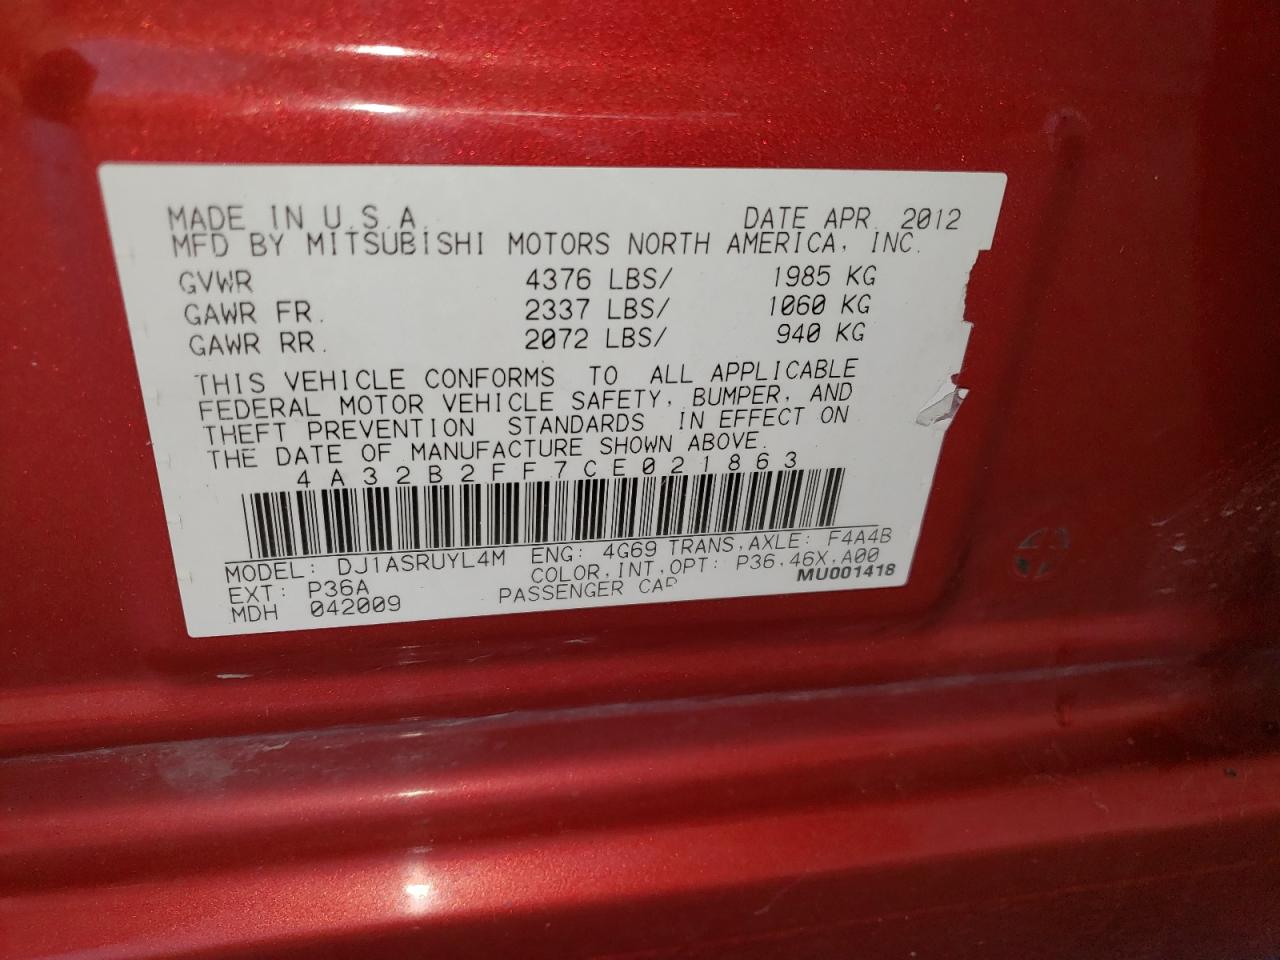 MADE IN U.S.A. DATE APR. 2012
MFD BY MITSUBISHI MOTORS NORTH AMERICA, INC.
GVWR 4376 LBS/ 1985 KG
GAWR FR. 2337 LBS/ 1060 KG
GAWR RR. 2072 LBS/ 940 KG
THIS VEHICLE CONFORMS TO ALL APPLICABLE
FEDERAL MOTOR VEHICLE SAFETY, BUMPER, AND
THEFT PREVENTION STANDARDS IN EFFECT ON
THE DATE OF MANUFACTURE SHOWN ABOVE.
4A32B2FF7CE021863
MODEL: DJ1ASRUYL4M ENG: 4G69 TRANS,AXLE: F4A4B
EXT: P36A COLOR,INT,OPT: P36,46X,A00
MDH 042009 PASSENGER CAR MU001418